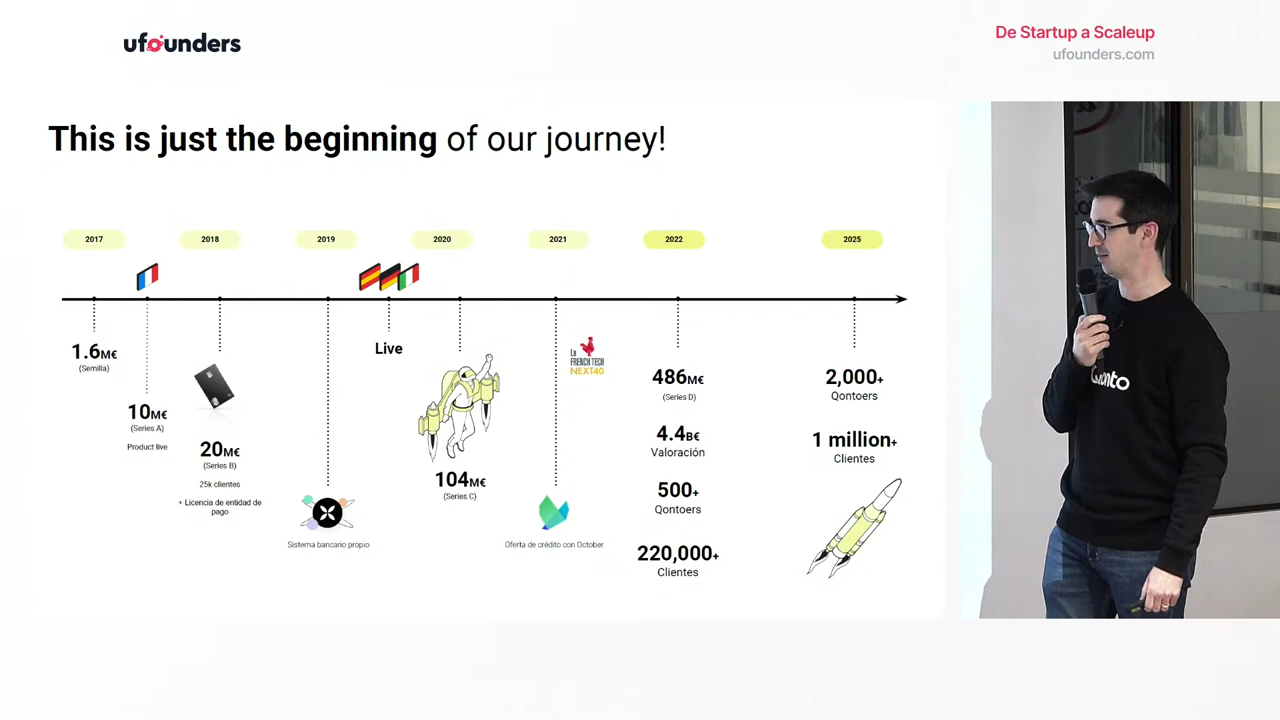 ufounders
De Startup a Scaleup
ufounders.com
This is just the beginning of our journey!
2017
2018
2019
2020
2021
2022
2025
1.6M€
(Semilla)
10M€
(Series A)
Product live
20M€
(Series B)
25k clientes
+ Licencia de entidad de
pago
Sistema bancario propio
Live
104M€
(Series C)
La
FRENCH TECH
NEXT40
Oferta de crédito con October
486M€
(Series D)
4.4B€
Valoración
500+
Qontoers
220,000+
Clientes
2,000+
Qontoers
1 million+
Clientes
Qonto